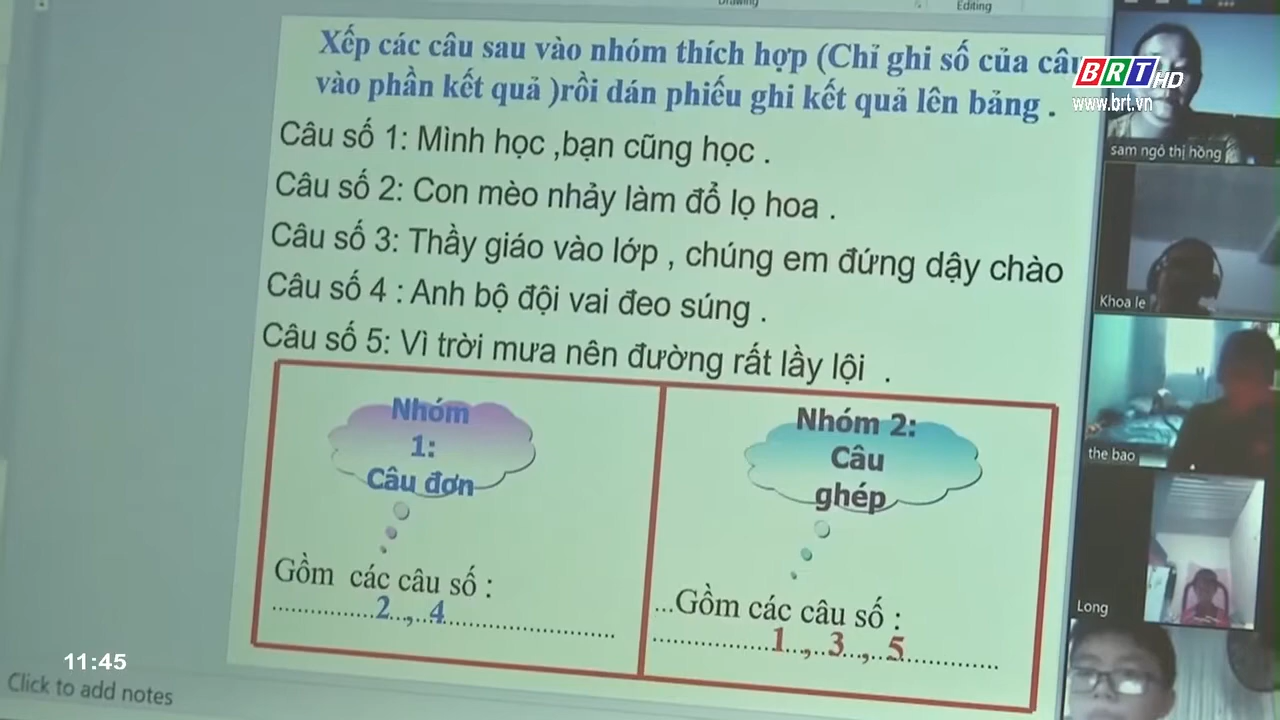 Drawing
Editing
Xếp các câu sau vào nhóm thích hợp (Chỉ ghi số của câu
vào phần kết quả )rồi dán phiếu ghi kết quả lên bảng .
Câu số 1: Mình học ,bạn cũng học .
Câu số 2: Con mèo nhảy làm đổ lọ hoa .
Câu số 3: Thầy giáo vào lớp , chúng em đứng dậy chào
Câu số 4 : Anh bộ đội vai đeo súng .
Câu số 5: Vì trời mưa nên đường rất lầy lội .
Nhóm
1:
Câu đơn
Gồm các câu số :
...............2..,..4......................
Nhóm 2:
Câu
ghép
...Gồm các câu số :
...............1..,..3..,..5............
BRT HD
www.brt.vn
sam ngô thị hồng
Khoa le
the bao
Long
11:45
Click to add notes